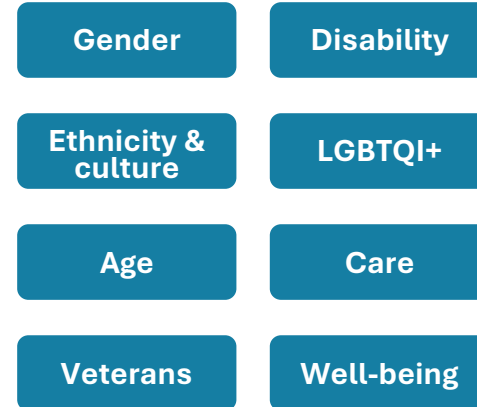 Gender
Disability
Ethnicity &
culture
LGBTQI+
Age
Care
Veterans
Well-being